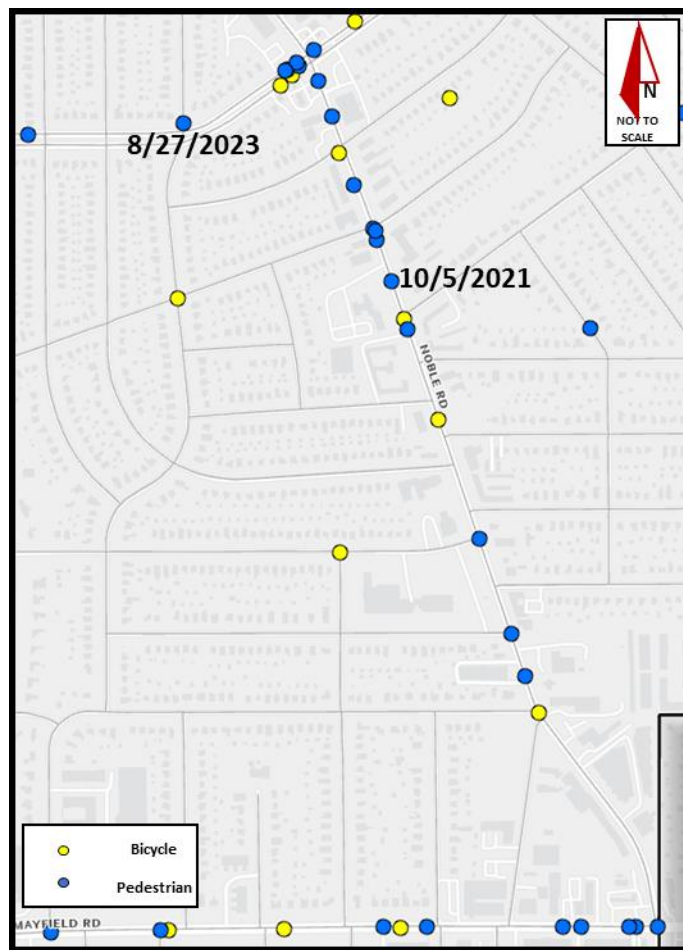 N
NOT TO
SCALE
8/27/2023
10/5/2021
NOBLE RD
Bicycle
Pedestrian
MAYFIELD RD